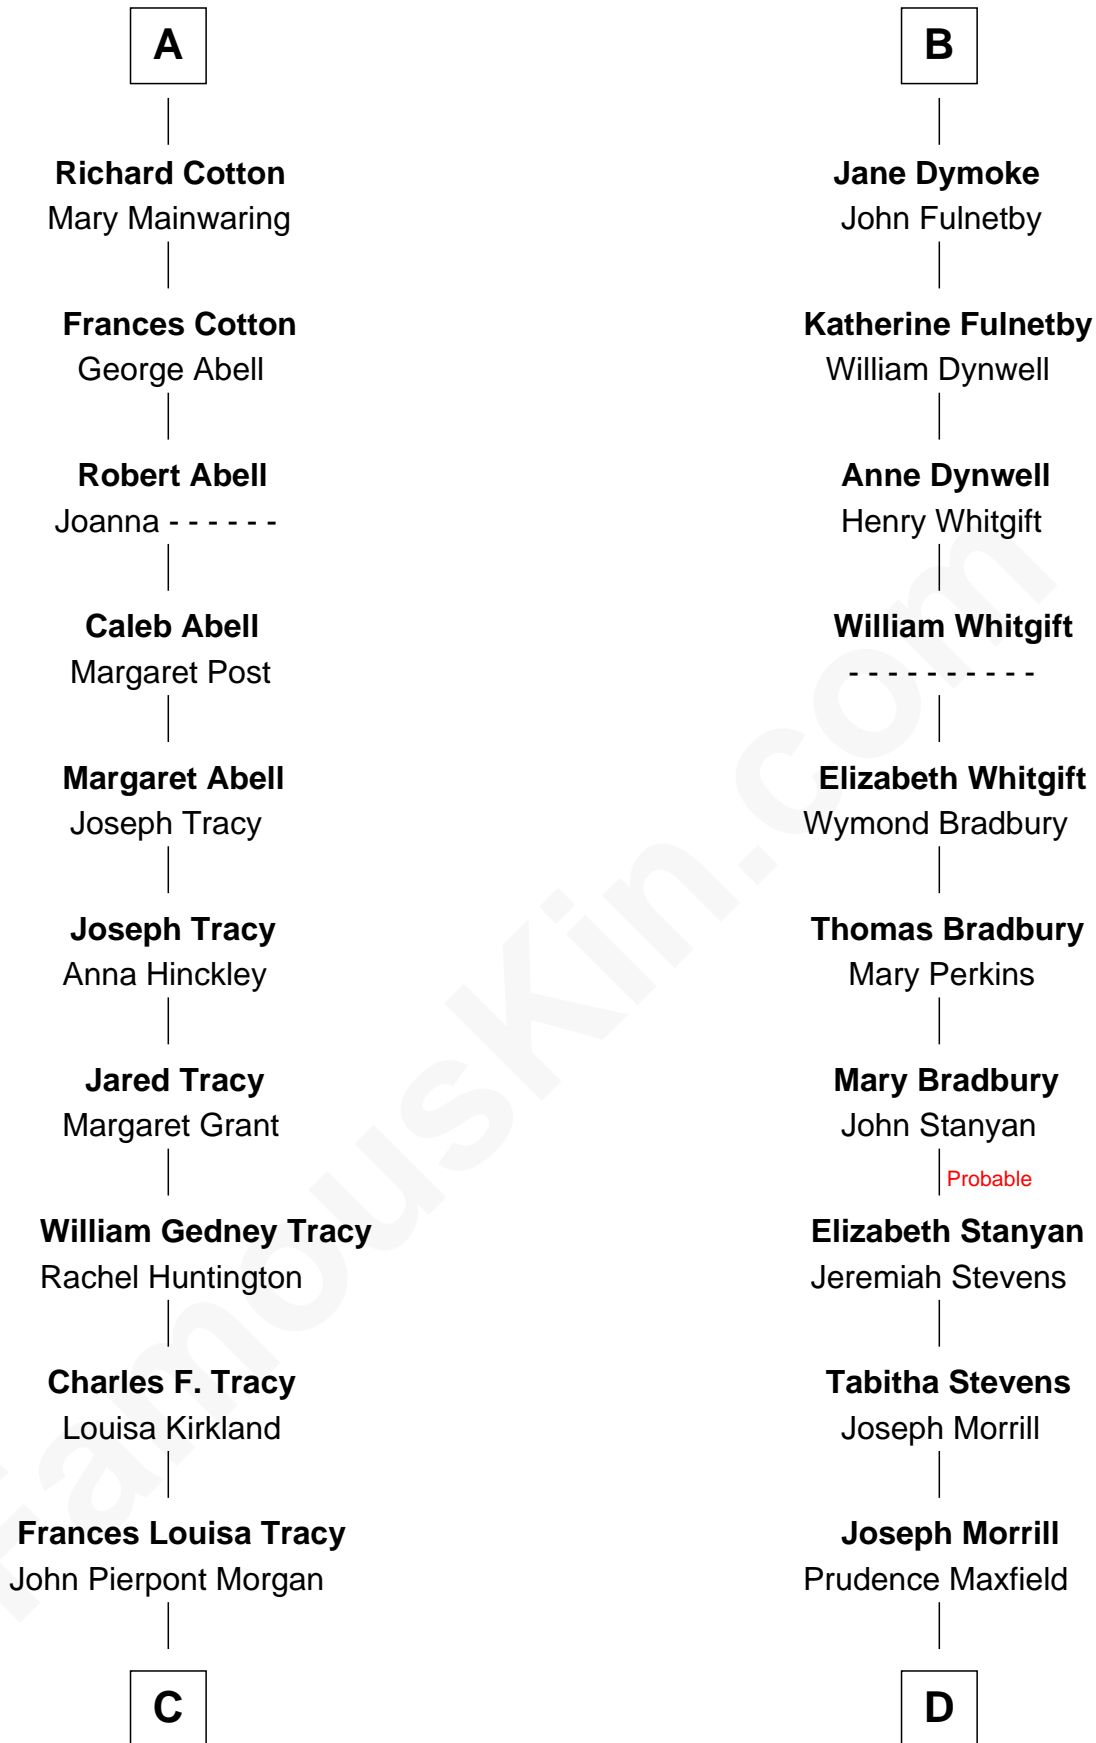 A
Richard Cotton
Mary Mainwaring
Frances Cotton
George Abell
Robert Abell
Joanna - - - - - -
Caleb Abell
Margaret Post
Margaret Abell
Joseph Tracy
Joseph Tracy
Anna Hinckley
Jared Tracy
Margaret Grant
William Gedney Tracy
Rachel Huntington
Charles F. Tracy
Louisa Kirkland
Frances Louisa Tracy
John Pierpont Morgan
C
B
Jane Dymoke
John Fulnetby
Katherine Fulnetby
William Dynwell
Anne Dynwell
Henry Whitgift
William Whitgift
- - - - - - - - - -
Elizabeth Whitgift
Wymond Bradbury
Thomas Bradbury
Mary Perkins
Mary Bradbury
John Stanyan
Probable
Elizabeth Stanyan
Jeremiah Stevens
Tabitha Stevens
Joseph Morrill
Joseph Morrill
Prudence Maxfield
D
FamousKin.com